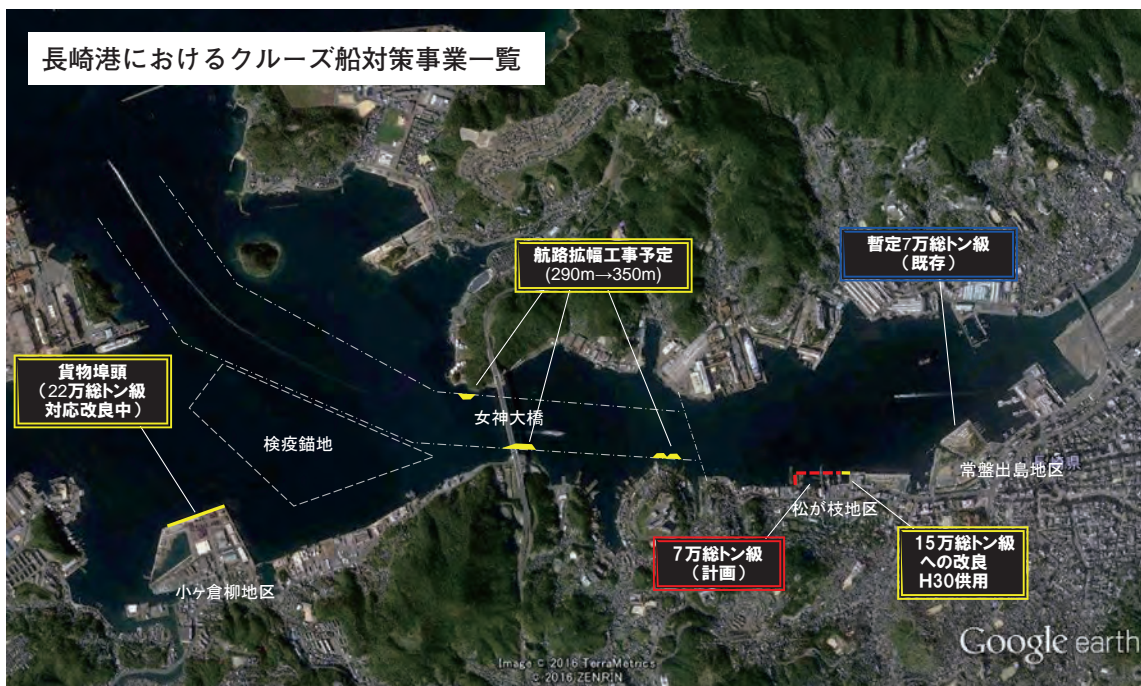 長崎港におけるクルーズ船対策事業一覧
航路拡幅工事予定
(290m→350m)
暫定7万総トン級
（既存）
貨物埠頭
（22万総トン級
対応改良中）
女神大橋
検疫錨地
常盤出島地区
松が枝地区
7万総トン級
（計画）
15万総トン級
への改良
H30供用
小ヶ倉柳地区
Google earth
Image © 2016 TerraMetrics
© 2016 ZENRIN